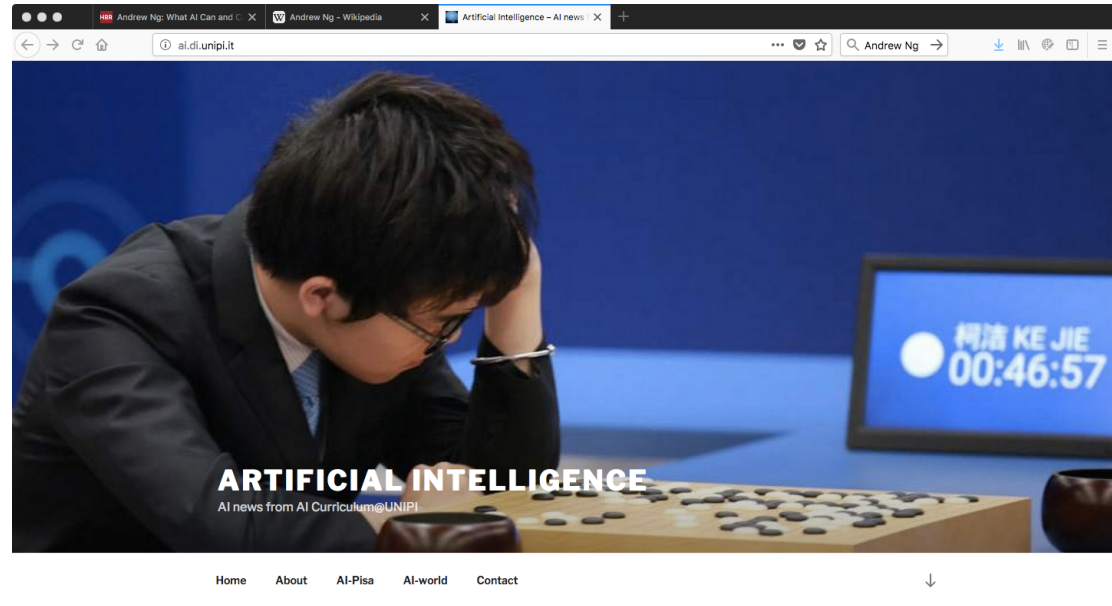 HBR Andrew Ng: What AI Can and C
W Andrew Ng - Wikipedia
Artificial Intelligence – AI news
ai.di.unipi.it
Andrew Ng
柯洁 KE JIE
00:46:57
ARTIFICIAL INTELLIGENCE
AI news from AI Curriculum@UNIPI
Home About AI-Pisa AI-world Contact